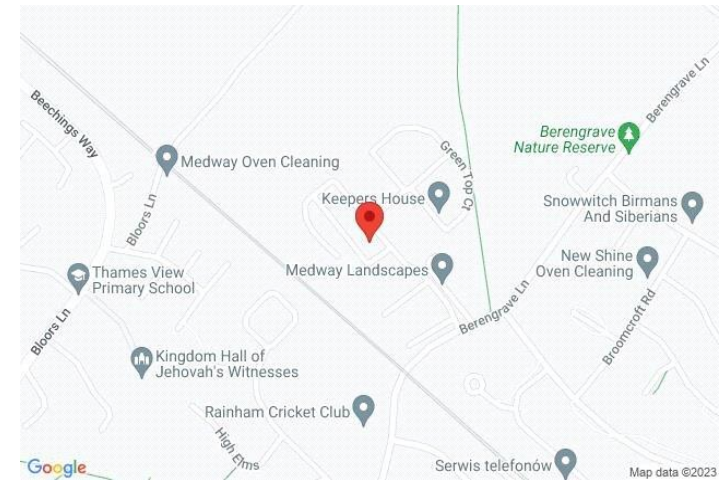 Berengrave Ln
Beechings Way
Berengrave
Nature Reserve
Green Top Ct
Medway Oven Cleaning
Keepers House
Snowwitch Birmans
And Siberians
Bloors Ln
New Shine
Oven Cleaning
Medway Landscapes
Thames View
Primary School
Berengrave Ln
Bloors Ln
Broomcroft Rd
Kingdom Hall of
Jehovah's Witnesses
Rainham Cricket Club
High Elms
Serwis telefonów
Google
Map data ©2023